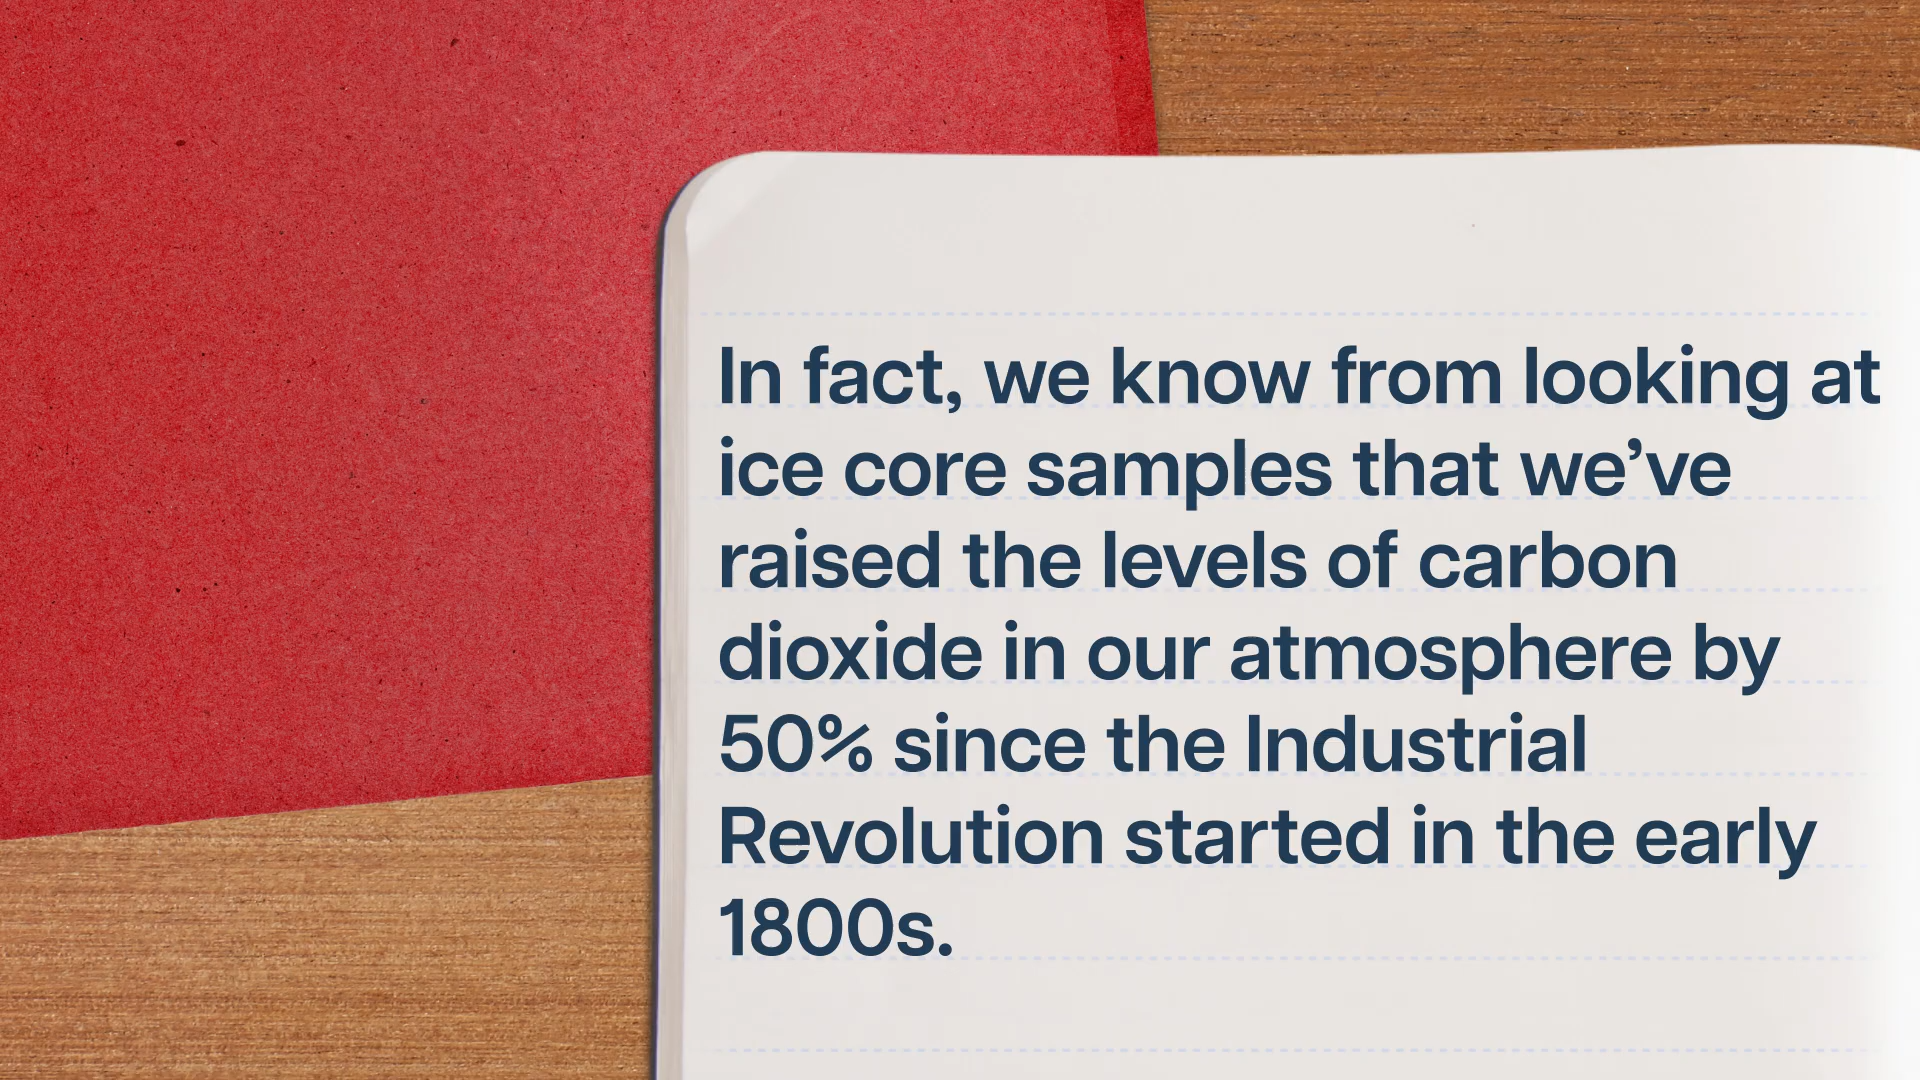 In fact, we know from looking at
ice core samples that we’ve
raised the levels of carbon
dioxide in our atmosphere by
50% since the Industrial
Revolution started in the early
1800s.